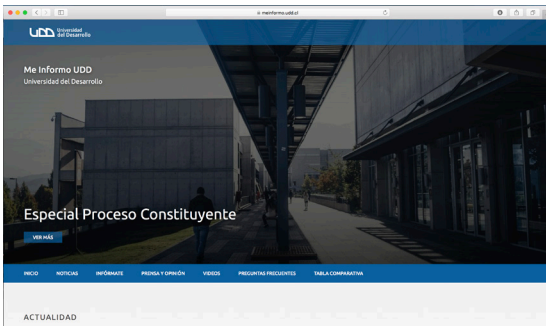 meinformo.udd.cl
UDD Universidad
del Desarrollo
Me Informo UDD
Universidad del Desarrollo
Especial Proceso Constituyente
VER MÁS
INICIO NOTICIAS INFÓRMATE PRENSA Y OPINIÓN VIDEOS PREGUNTAS FRECUENTES TABLA COMPARATIVA
ACTUALIDAD